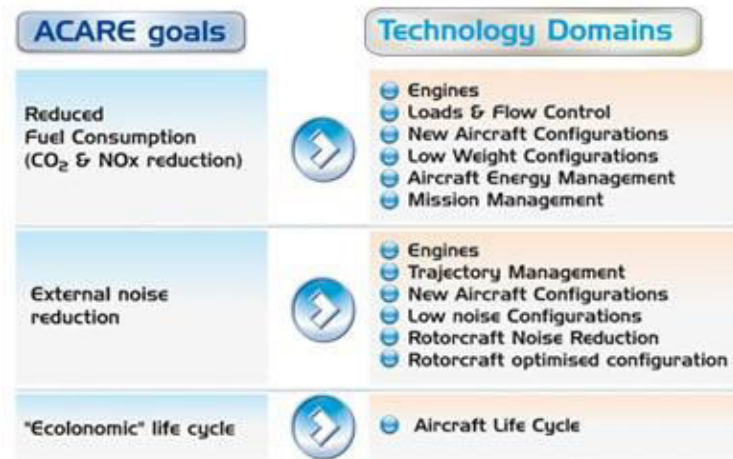 ACARE goals
Technology Domains
Reduced
Fuel Consumption
(CO₂ & NOx reduction)
Engines
Loads & Flow Control
New Aircraft Configurations
Low Weight Configurations
Aircraft Energy Management
Mission Management
External noise
reduction
Engines
Trajectory Management
New Aircraft Configurations
Low noise Configurations
Rotorcraft Noise Reduction
Rotorcraft optimised configuration
"Ecolonomic" life cycle
Aircraft Life Cycle